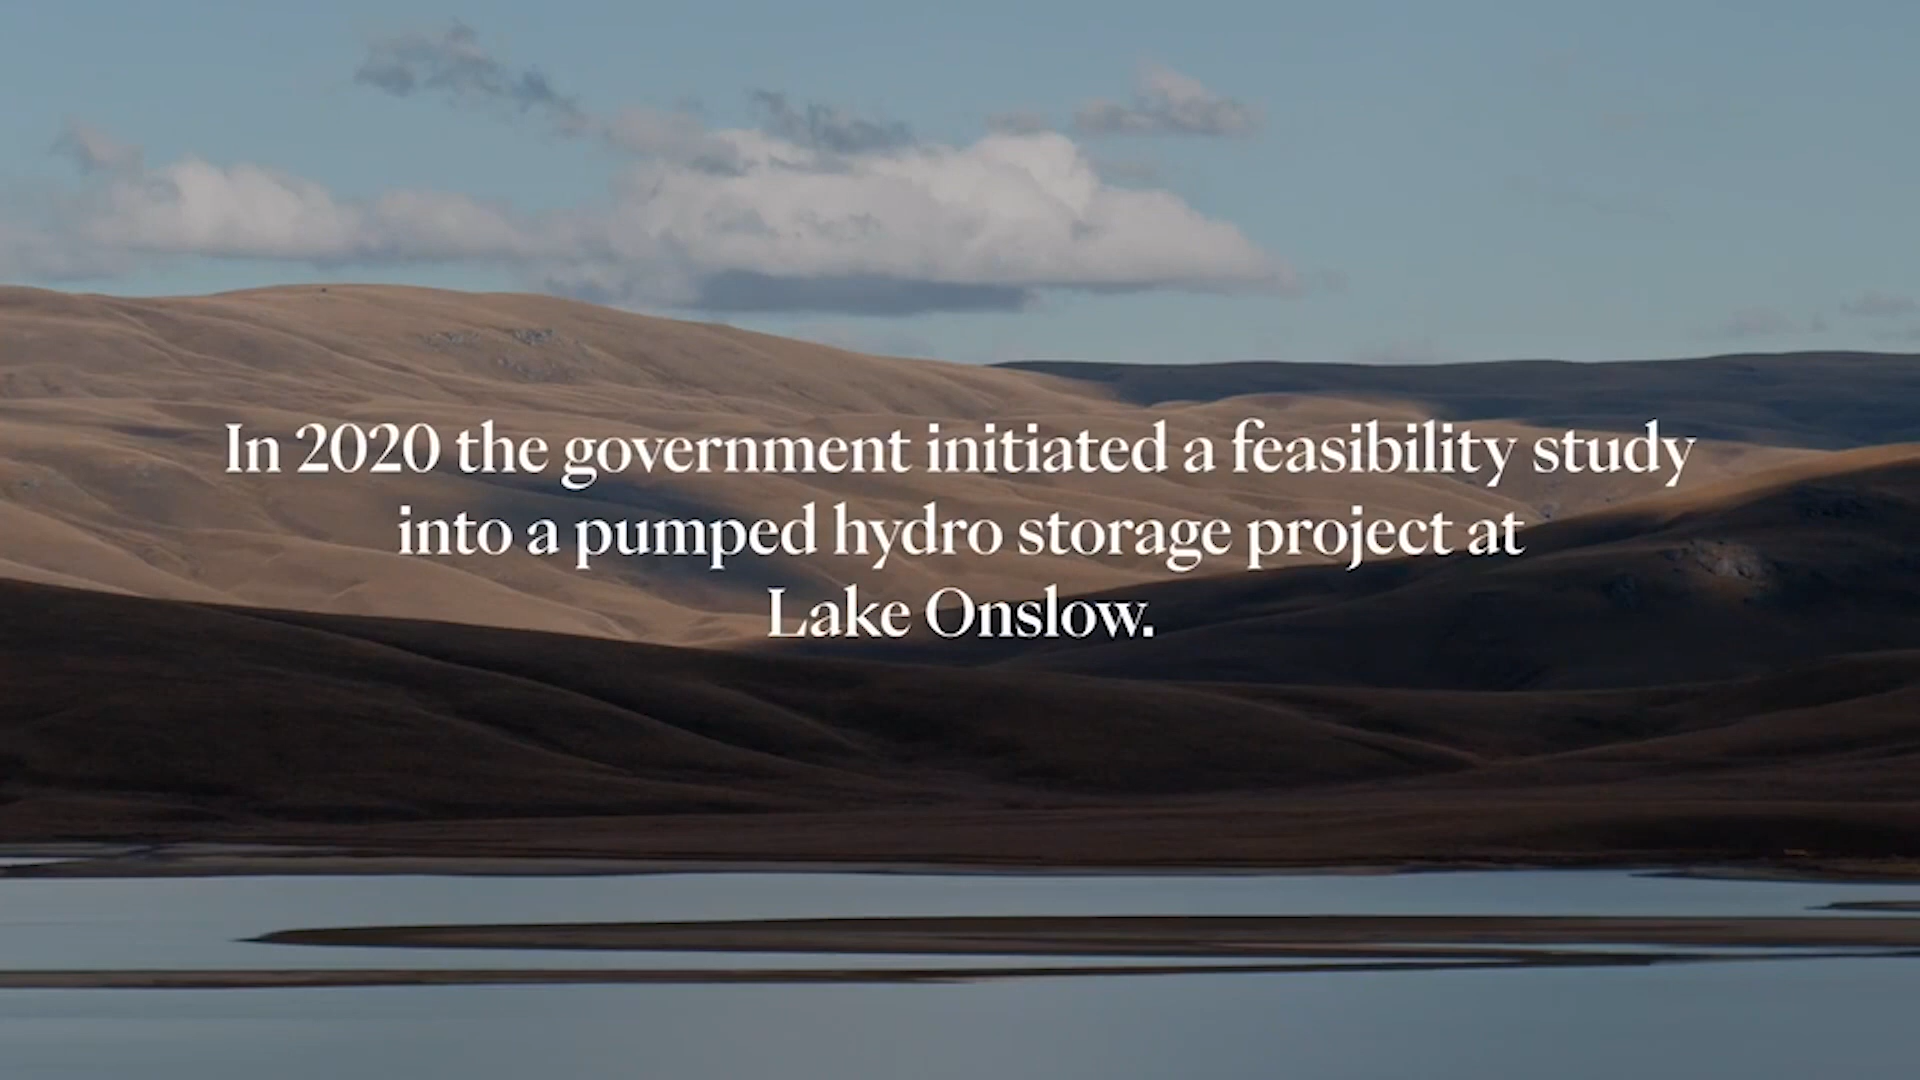 In 2020 the government initiated a feasibility study
into a pumped hydro storage project at
Lake Onslow.